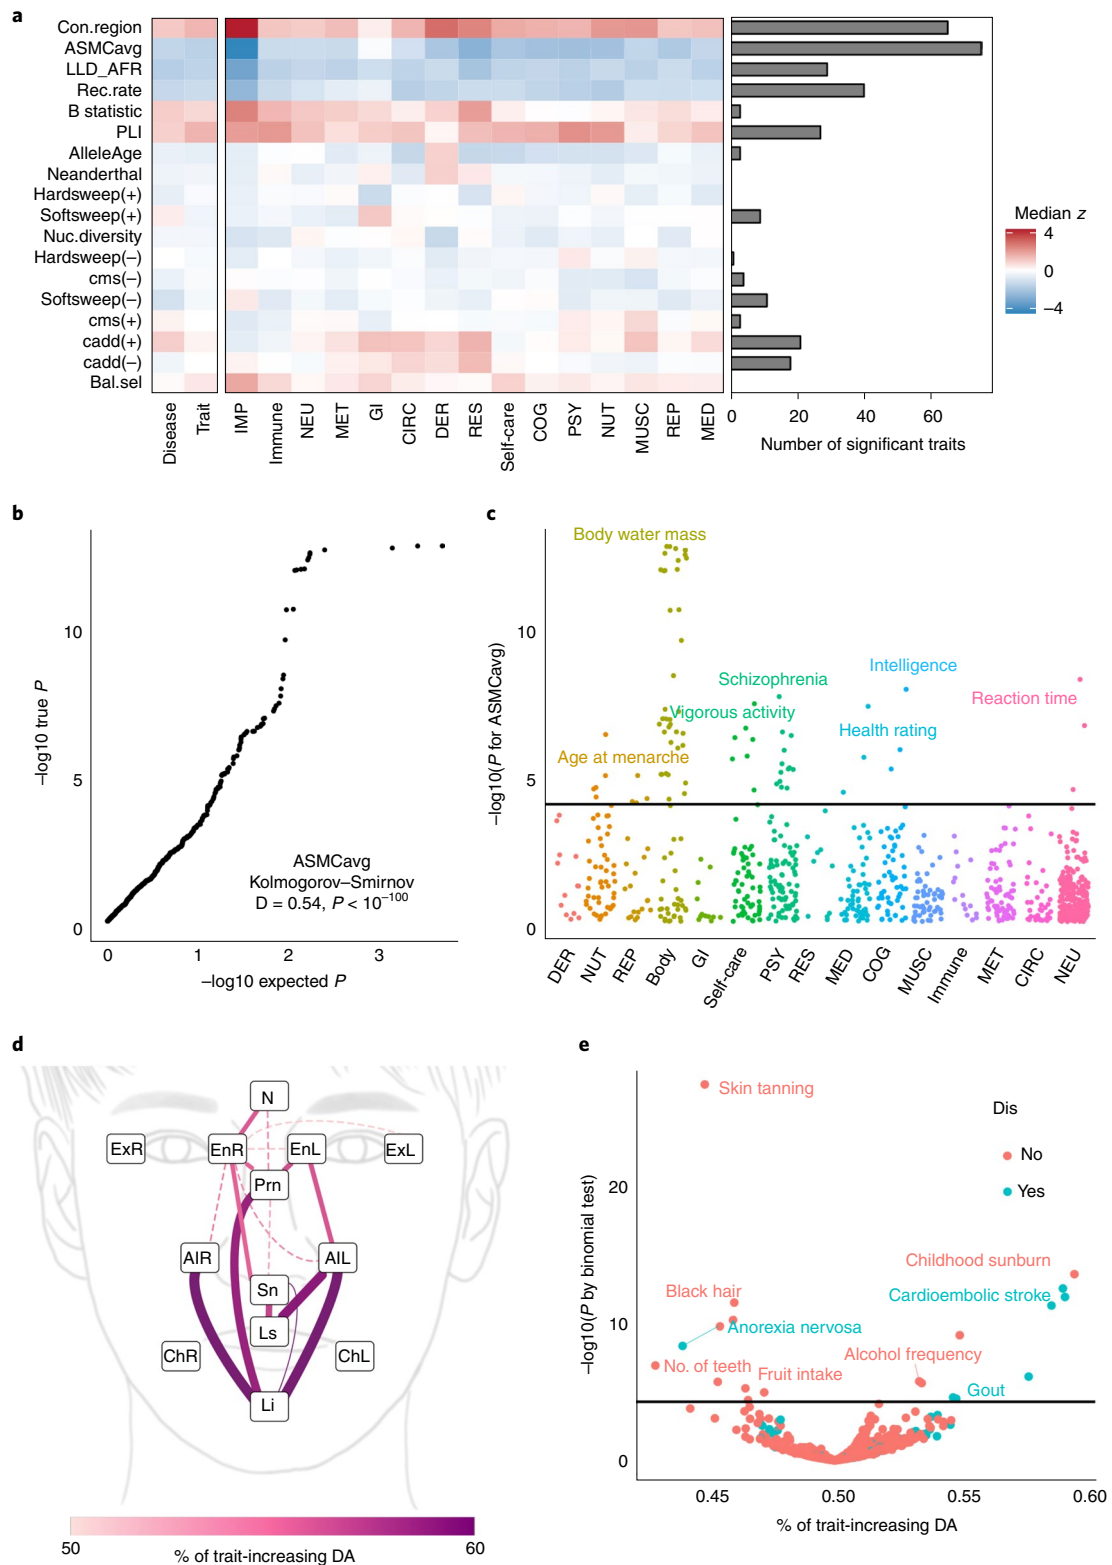 a
Con.region
ASMCavg
LLD_AFR
Rec.rate
B statistic
PLI
AlleleAge
Neanderthal
Hardsweep(+)
Softsweep(+)
Nuc.diversity
Hardsweep(–)
cms(–)
Softsweep(–)
cms(+)
cadd(+)
cadd(–)
Bal.sel
Disease
Trait
IMP
Immune
NEU
MET
GI
CIRC
DER
RES
Self-care
COG
PSY
NUT
MUSC
REP
MED
0
20
40
60
Number of significant traits
Median z
4
0
–4
b
10
5
0
–log10 true P
ASMCavg
Kolmogorov–Smirnov
D = 0.54, P < 10–100
0
1
2
3
–log10 expected P
c
–log10(P for ASMCavg)
10
5
0
Body water mass
Schizophrenia
Intelligence
Vigorous activity
Reaction time
Health rating
Age at menarche
DER
NUT
REP
Body
GI
Self-care
PSY
RES
MED
COG
MUSC
Immune
MET
CIRC
NEU
d
N
ExR
EnR
EnL
ExL
Prn
AlR
AlL
Sn
Ls
ChR
ChL
Li
50
60
% of trait-increasing DA
e
–log10(P by binomial test)
20
10
0
Skin tanning
Dis
No
Yes
Childhood sunburn
Black hair
Cardioembolic stroke
Anorexia nervosa
Alcohol frequency
No. of teeth
Fruit intake
Gout
0.45
0.50
0.55
0.60
% of trait-increasing DA